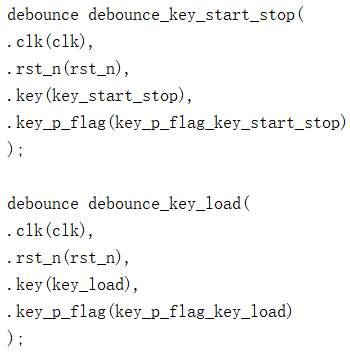 debounce debounce_key_start_stop(
.clk(clk),
.rst_n(rst_n),
.key(key_start_stop),
.key_p_flag(key_p_flag_key_start_stop)
);

debounce debounce_key_load(
.clk(clk),
.rst_n(rst_n),
.key(key_load),
.key_p_flag(key_p_flag_key_load)
);